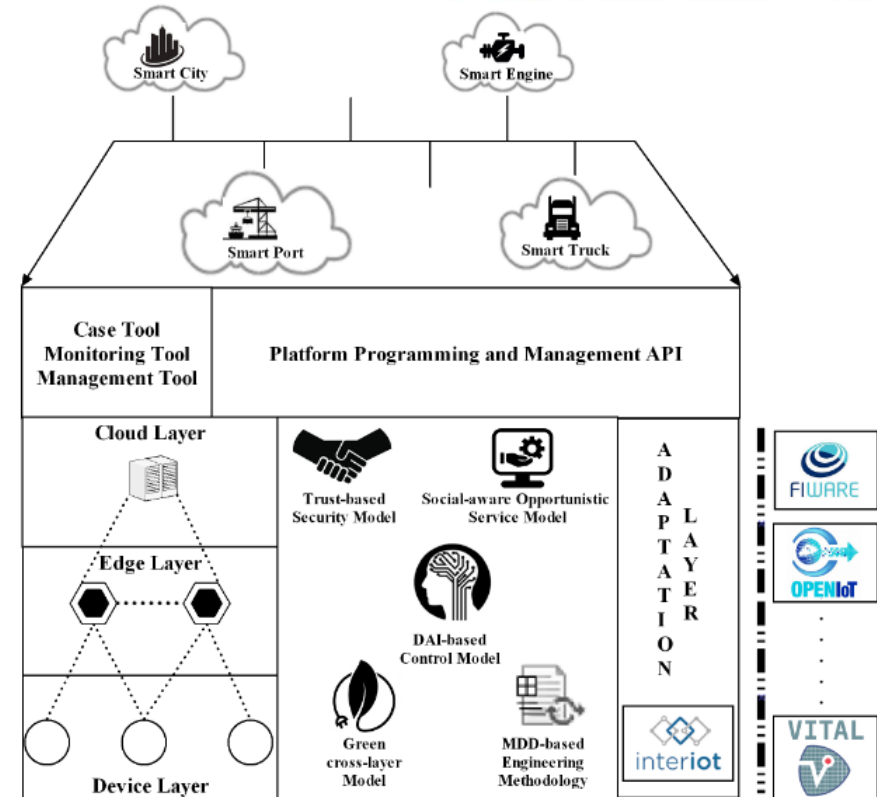 Smart City
Smart Engine
Smart Port
Smart Truck
Case Tool
Monitoring Tool
Management Tool
Platform Programming and Management API
Cloud Layer
Edge Layer
Device Layer
Trust-based
Security Model
Social-aware Opportunistic
Service Model
DAI-based
Control Model
Green
cross-layer
Model
MDD-based
Engineering
Methodology
ADAPTATION
LAYER
interiot
FIWARE
OPENIoT
VITAL